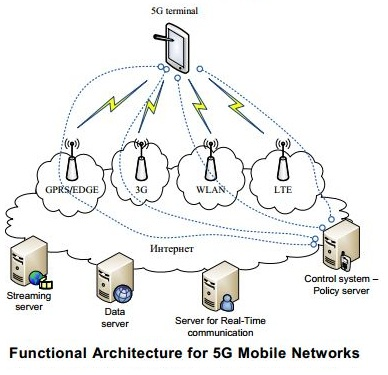 5G terminal
GPRS/EDGE
3G
WLAN
LTE
Интернет
Streaming
server
Data
server
Server for Real-Time
communication
Control system –
Policy server
Functional Architecture for 5G Mobile Networks